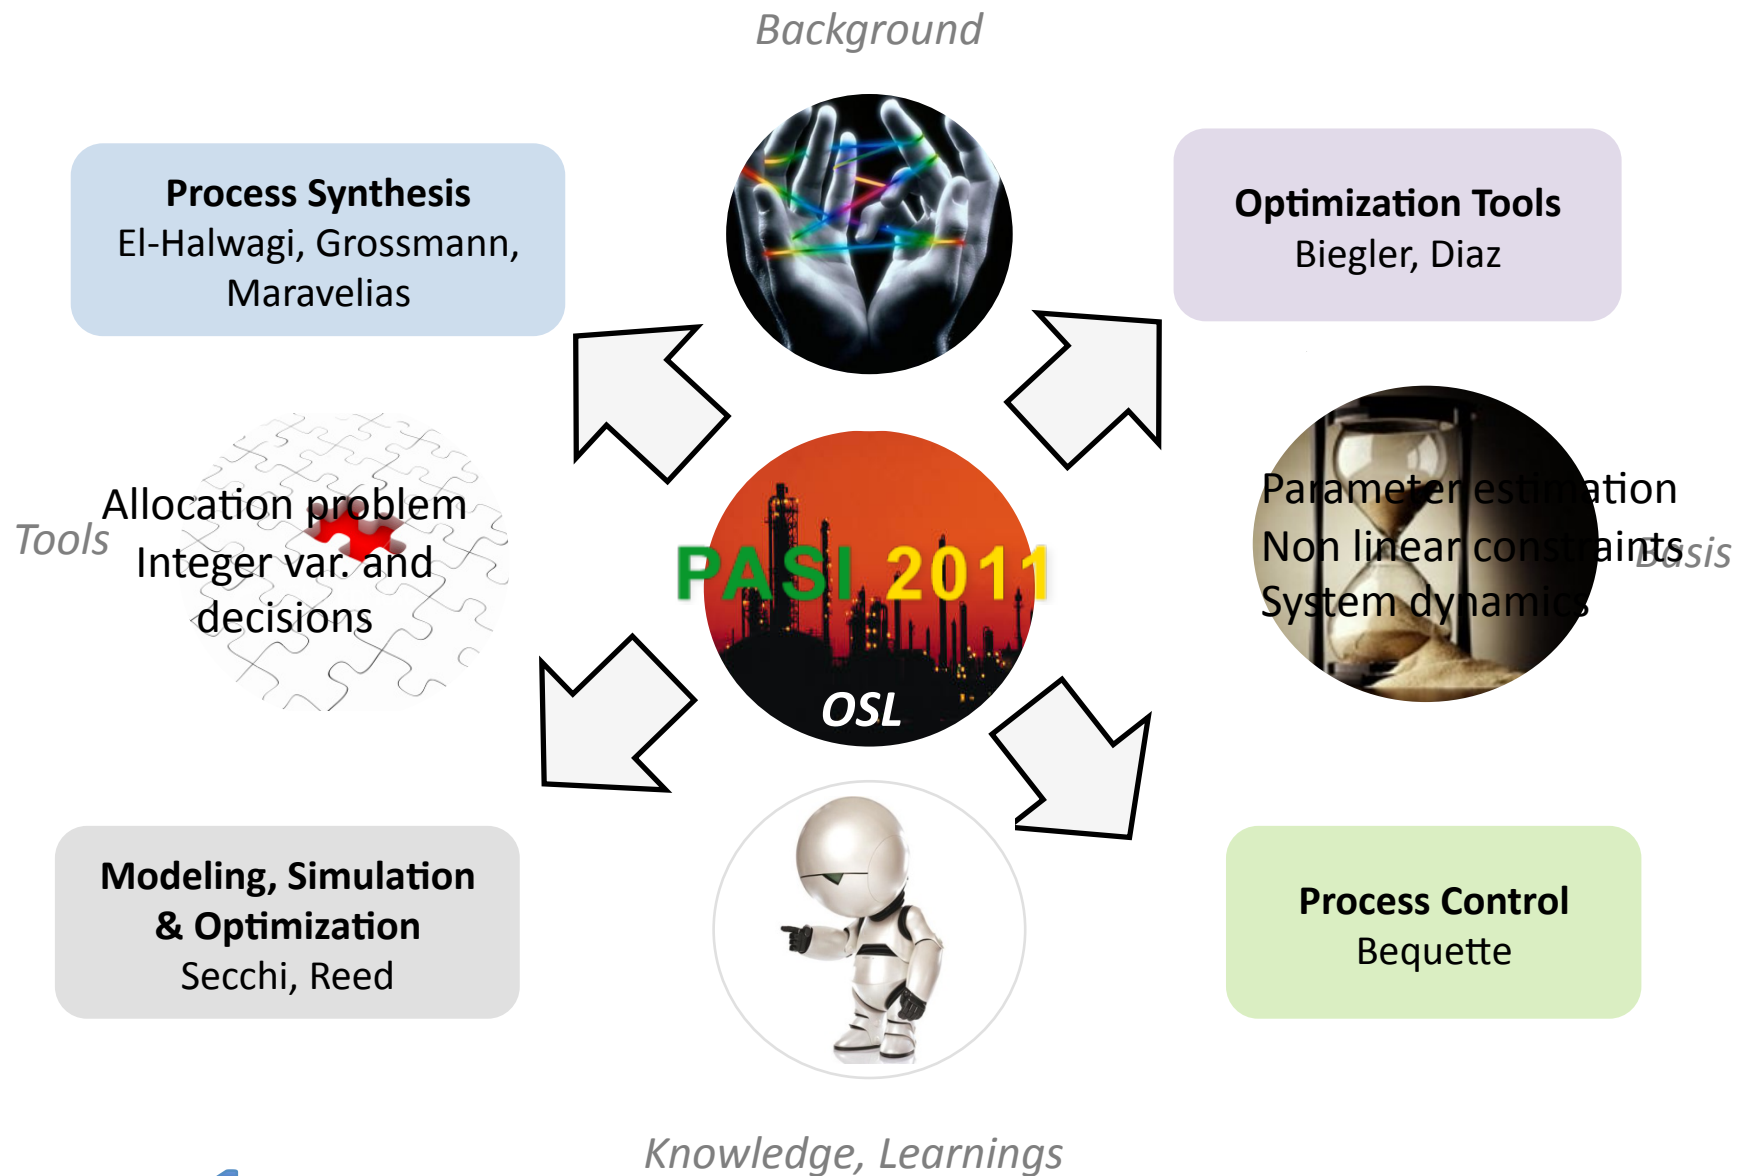 Background
Process Synthesis
El-Halwagi, Grossmann,
Maravelias
Optimization Tools
Biegler, Diaz
Tools
Allocation problem
Integer var. and
decisions
PASI 2011
OSL
Parameter estimation
Non linear constraints
System dynamics
Basis
Modeling, Simulation
& Optimization
Secchi, Reed
Process Control
Bequette
Knowledge, Learnings